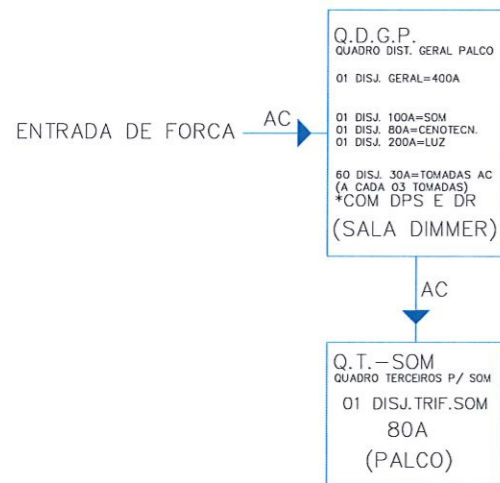 Q.D.G.P.
QUADRO DIST. GERAL PALCO
01 DISJ. GERAL=400A
01 DISJ. 100A=SOM
01 DISJ. 80A=CENOTECN.
01 DISJ. 200A=LUZ
60 DISJ. 30A=TOMADAS AC
(A CADA 03 TOMADAS)
*COM DPS E DR
(SALA DIMMER)
ENTRADA DE FORCA
AC
AC
Q.T.-SOM
QUADRO TERCEIROS P/ SOM
01 DISJ.TRIF.SOM
80A
(PALCO)